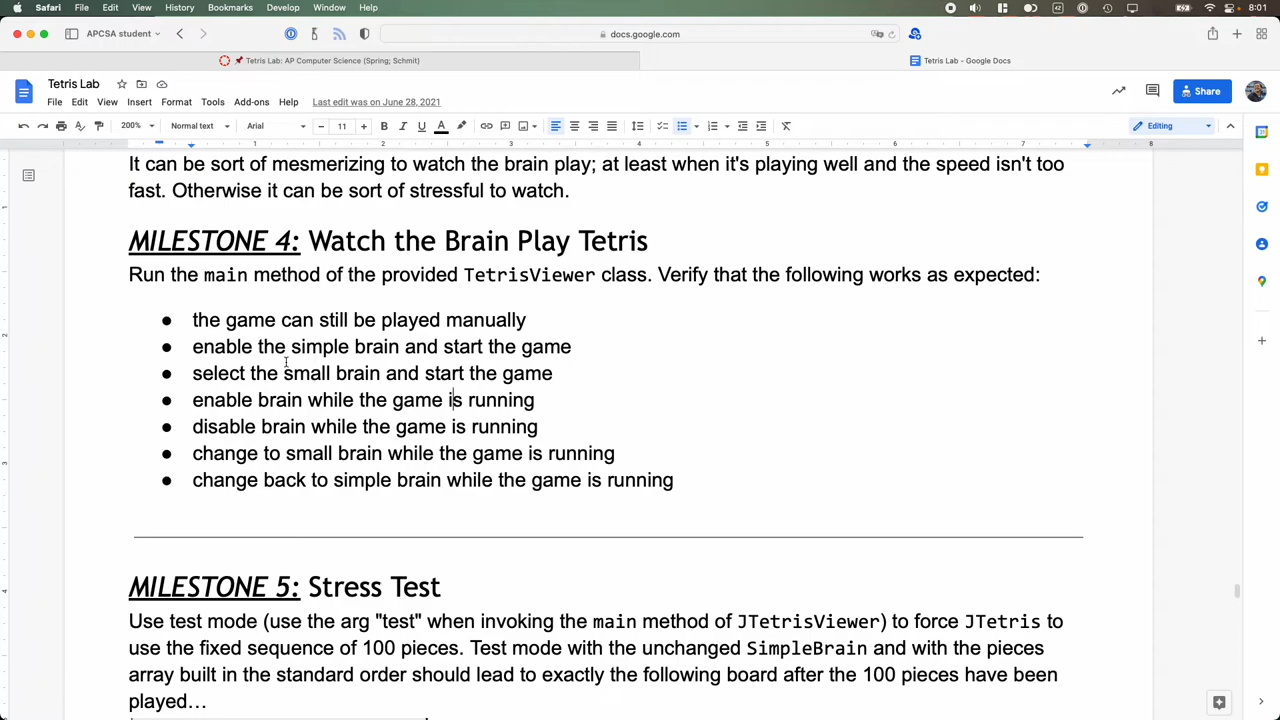 Safari File Edit View History Bookmarks Develop Window Help 8:01
APCSA student docs.google.com
📌 Tetris Lab: AP Computer Science (Spring; Schmit) Tetris Lab - Google Docs
Tetris Lab
File Edit View Insert Format Tools Add-ons Help Last edit was on June 28, 2021 Share
200% Normal text Arial 11 Editing
1 2 3 4 5 6 7 8
It can be sort of mesmerizing to watch the brain play; at least when it's playing well and the speed isn't too
fast. Otherwise it can be sort of stressful to watch.
MILESTONE 4: Watch the Brain Play Tetris
Run the main method of the provided TetrisViewer class. Verify that the following works as expected:
● the game can still be played manually
● enable the simple brain and start the game
● select the small brain and start the game
● enable brain while the game is running
● disable brain while the game is running
● change to small brain while the game is running
● change back to simple brain while the game is running
MILESTONE 5: Stress Test
Use test mode (use the arg "test" when invoking the main method of JTetrisViewer) to force JTetris to
use the fixed sequence of 100 pieces. Test mode with the unchanged SimpleBrain and with the pieces
array built in the standard order should lead to exactly the following board after the 100 pieces have been
played…